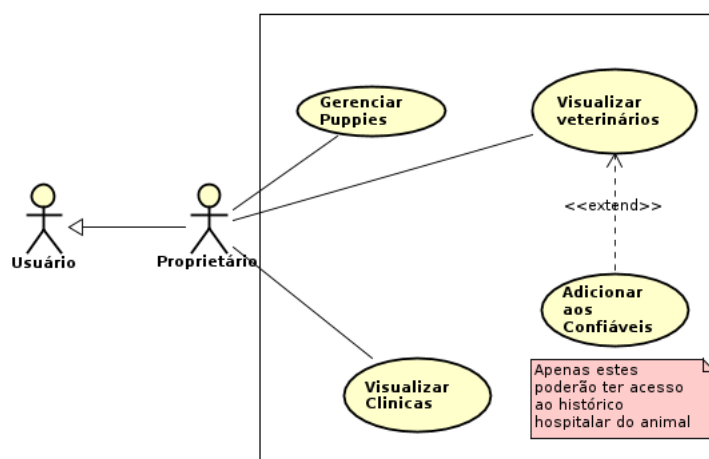 Gerenciar
Puppies
Visualizar
veterinários
<<extend>>
Usuário
Proprietário
Adicionar
aos
Confiáveis
Visualizar
Clinicas
Apenas estes
poderão ter acesso
ao histórico
hospitalar do animal